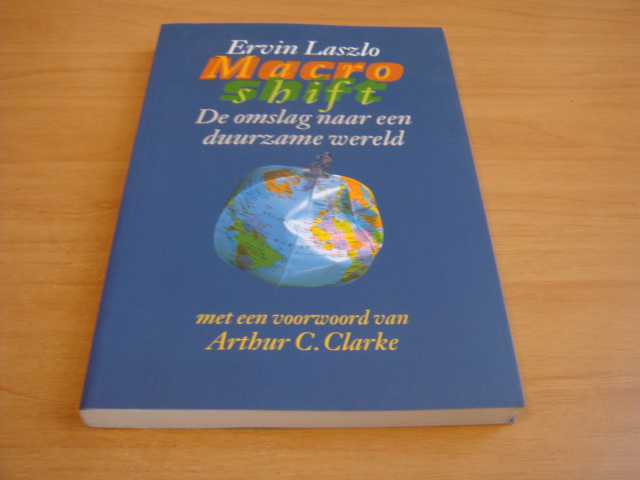 Ervin Laszlo
Macro
shift
De omslag naar een
duurzame wereld
met een voorwoord van
Arthur C. Clarke